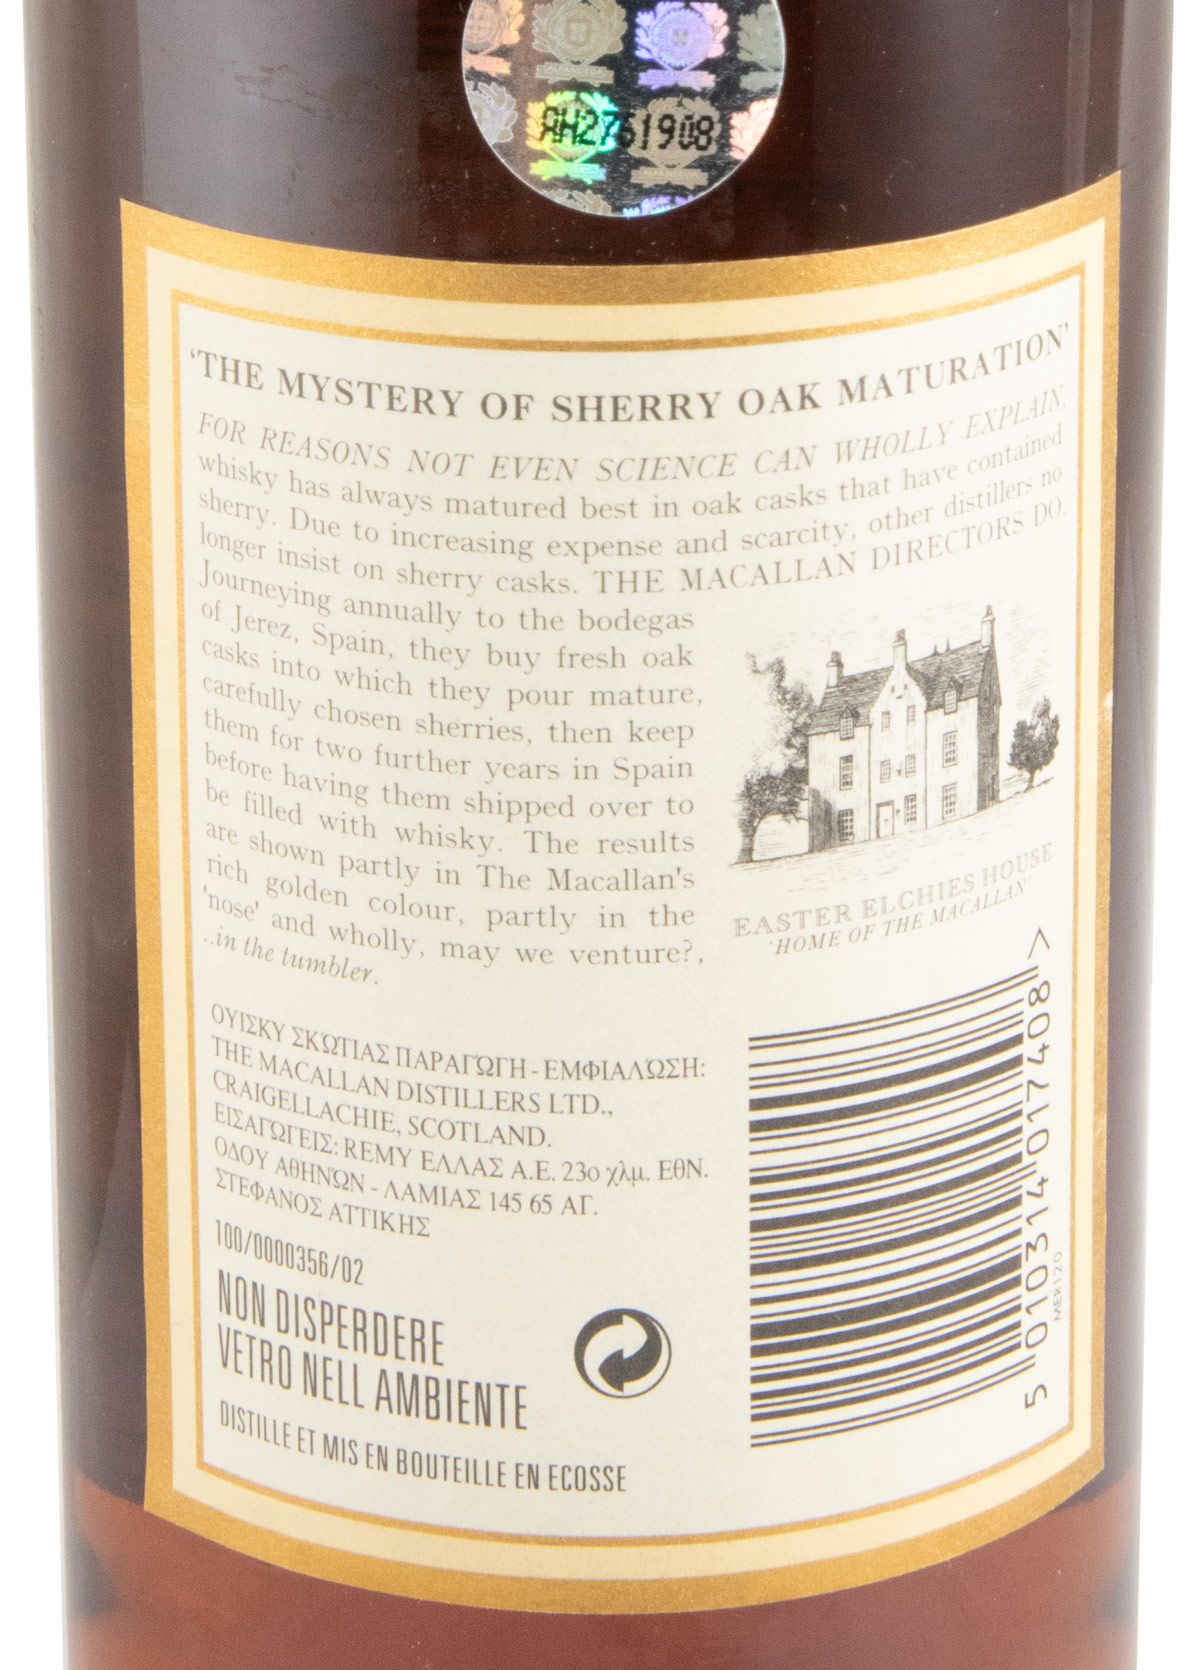 ALFANDEGA
AH2761908
ALFANDEGA
'THE MYSTERY OF SHERRY OAK MATURATION'
FOR REASONS NOT EVEN SCIENCE CAN WHOLLY EXPLAIN,
whisky has always matured best in oak casks that have contained
sherry. Due to increasing expense and scarcity, other distillers no
longer insist on sherry casks. THE MACALLAN DIRECTORS DO.
Journeying annually to the bodegas
of Jerez, Spain, they buy fresh oak
casks into which they pour mature,
carefully chosen sherries, then keep
them for two further years in Spain
before having them shipped over to
be filled with whisky. The results
are shown partly in The Macallan's
rich golden colour, partly in the
'nose' and wholly, may we venture?,
..in the tumbler.
EASTER ELCHIES HOUSE
'HOME OF THE MACALLAN'
ΟΥΙΣΚΥ ΣΚΏΤΙΑΣ ΠΑΡΑΓΏΓΗ - ΕΜΦΙΑΛΏΣΗ:
THE MACALLAN DISTILLERS LTD.,
CRAIGELLACHIE, SCOTLAND.
ΕΙΣΑΓΏΓΕΙΣ: REMY ΕΛΛΑΣ Α.Ε. 23ο χλμ. ΕΘΝ.
ΟΔΟΥ ΑΘΗΝΏΝ - ΛΑΜΙΑΣ 145 65 ΑΓ.
ΣΤΕΦΑΝΟΣ ΑΤΤΙΚΗΣ
100/0000356/02
NON DISPERDERE
VETRO NELL AMBIENTE
DISTILLE ET MIS EN BOUTEILLE EN ECOSSE
5 010314 017408 >
MER120